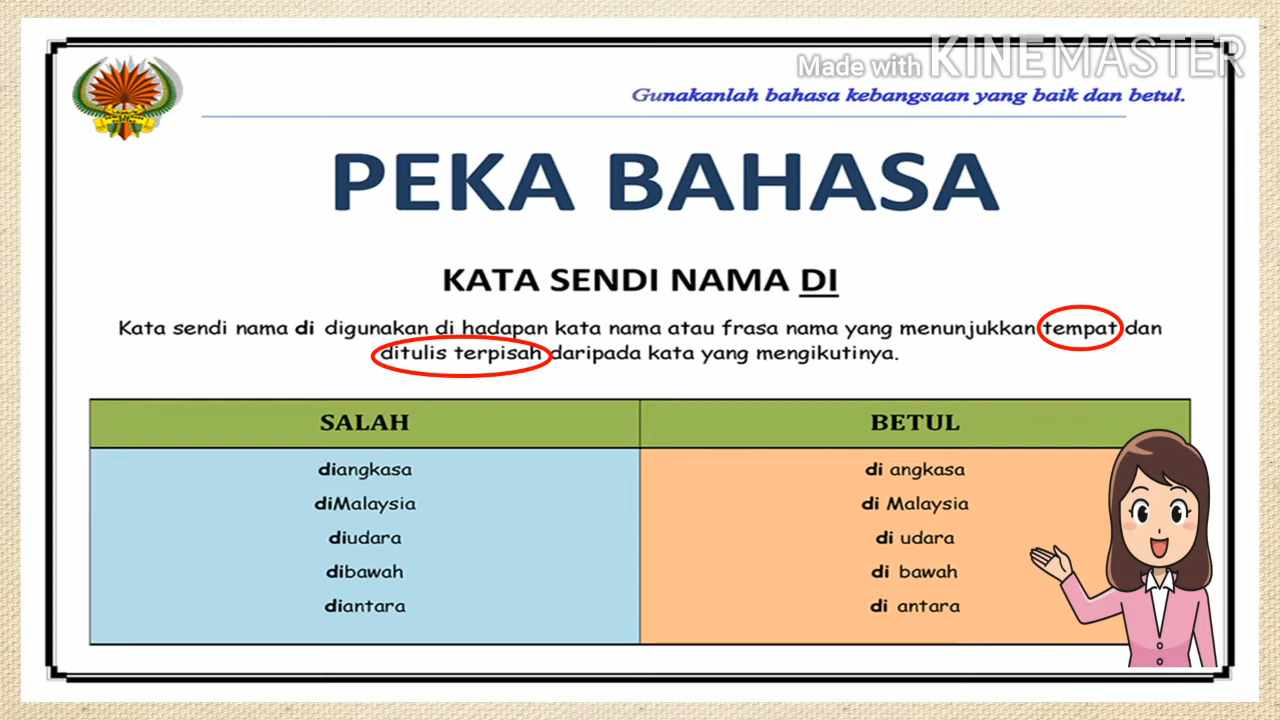 Made with KINEMASTER
Gunakanlah bahasa kebangsaan yang baik dan betul.
PEKA BAHASA
KATA SENDI NAMA DI
Kata sendi nama di digunakan di hadapan kata nama atau frasa nama yang menunjukkan tempat dan
ditulis terpisah daripada kata yang mengikutinya.
SALAH BETUL
diangkasa di angkasa
diMalaysia di Malaysia
diudara di udara
dibawah di bawah
diantara di antara